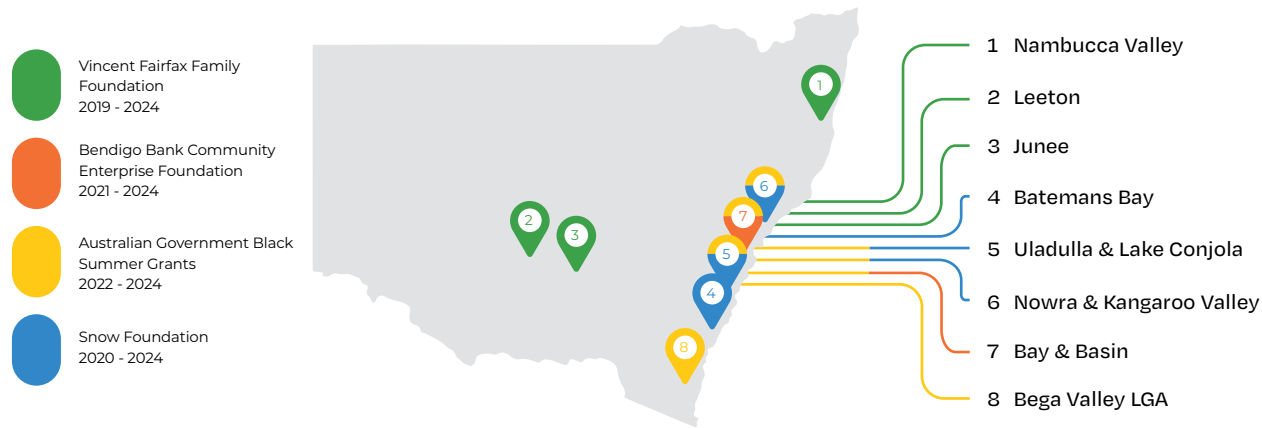 Vincent Fairfax Family
Foundation
2019 - 2024
Bendigo Bank Community
Enterprise Foundation
2021 - 2024
Australian Government Black
Summer Grants
2022 - 2024
Snow Foundation
2020 - 2024
1
6
7
2
3
5
4
8
1 Nambucca Valley
2 Leeton
3 Junee
4 Batemans Bay
5 Uladulla & Lake Conjola
6 Nowra & Kangaroo Valley
7 Bay & Basin
8 Bega Valley LGA